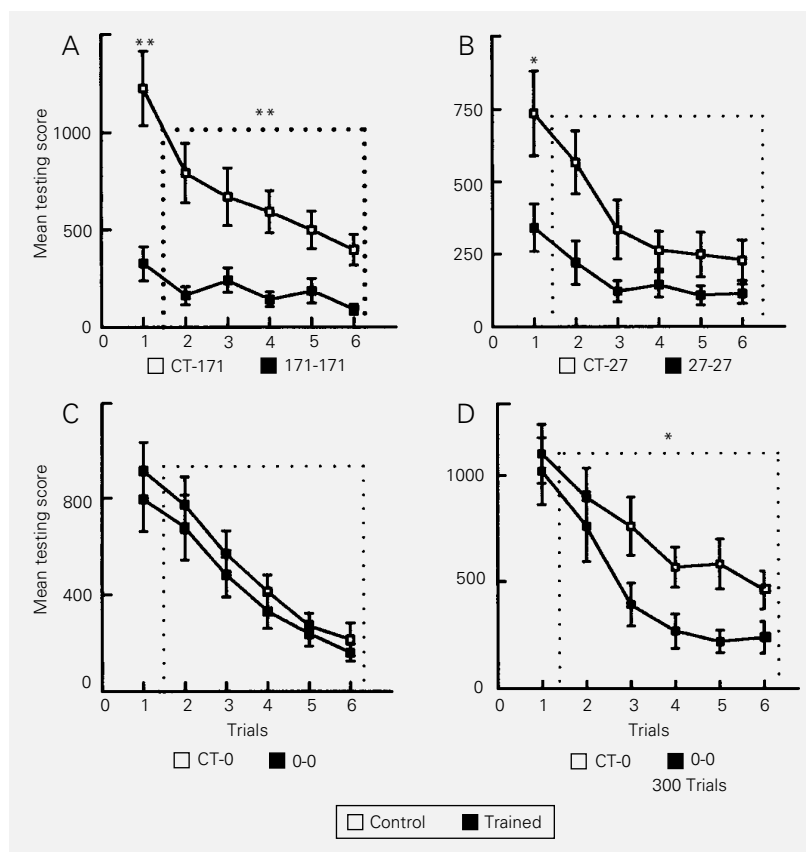 A
**
**
Mean testing score
1000
500
0
0 1 2 3 4 5 6
□ CT-171 ■ 171-171
B
*
750
500
250
0
0 1 2 3 4 5 6
□ CT-27 ■ 27-27
C
Mean testing score
800
400
0
0 1 2 3 4 5 6
Trials
□ CT-0 ■ 0-0
D
*
1000
500
0
0 1 2 3 4 5 6
Trials
□ CT-0 ■ 0-0
300 Trials
□ Control ■ Trained